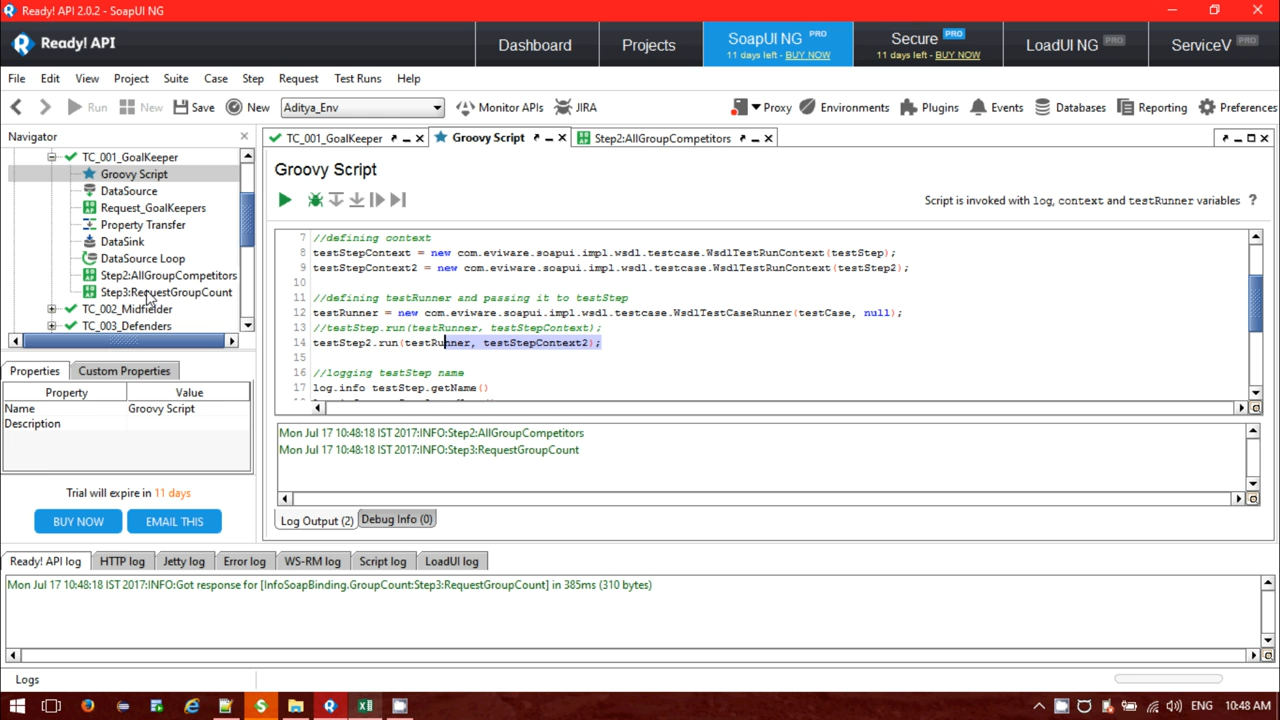 Ready! API 2.0.2 - SoapUI NG
Ready! API
Dashboard
Projects
SoapUI NG PRO
11 days left - BUY NOW
Secure PRO
11 days left - BUY NOW
LoadUI NG PRO
ServiceV PRO
File Edit View Project Suite Case Step Request Test Runs Help
Run New Save New Aditya_Env Monitor APIs JIRA Proxy Environments Plugins Events Databases Reporting Preferences
Navigator
TC_001_GoalKeeper
Groovy Script
DataSource
Request_GoalKeepers
Property Transfer
DataSink
DataSource Loop
Step2:AllGroupCompetitors
Step3:RequestGroupCount
TC_002_Midfielder
TC_003_Defenders
Properties Custom Properties
Property Value
Name Groovy Script
Description
Trial will expire in 11 days
BUY NOW EMAIL THIS
TC_001_GoalKeeper Groovy Script Step2:AllGroupCompetitors
Groovy Script
Script is invoked with log, context and testRunner variables ?
7 //defining context
8 testStepContext = new com.eviware.soapui.impl.wsdl.testcase.WsdlTestRunContext(testStep);
9 testStepContext2 = new com.eviware.soapui.impl.wsdl.testcase.WsdlTestRunContext(testStep2);
10
11 //defining testRunner and passing it to testStep
12 testRunner = new com.eviware.soapui.impl.wsdl.testcase.WsdlTestCaseRunner(testCase, null);
13 //testStep.run(testRunner, testStepContext);
14 testStep2.run(testRunner, testStepContext2);
15
16 //logging testStep name
17 log.info testStep.getName()
Mon Jul 17 10:48:18 IST 2017:INFO:Step2:AllGroupCompetitors
Mon Jul 17 10:48:18 IST 2017:INFO:Step3:RequestGroupCount
Log Output (2) Debug Info (0)
Ready! API log HTTP log Jetty log Error log WS-RM log Script log LoadUI log
Mon Jul 17 10:48:18 IST 2017:INFO:Got response for [InfoSoapBinding.GroupCount:Step3:RequestGroupCount] in 385ms (310 bytes)
Logs
ENG 10:48 AM